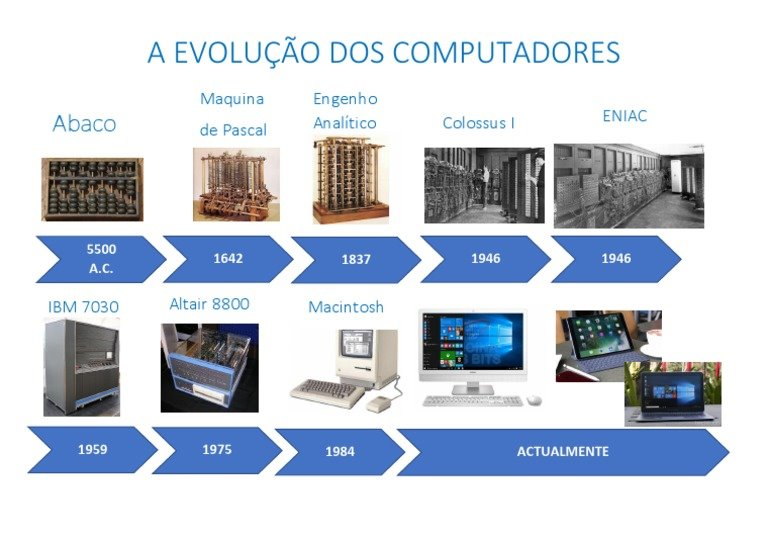 A EVOLUÇÃO DOS COMPUTADORES
Abaco
Maquina
de Pascal
Engenho
Analítico
Colossus I
ENIAC
5500
A.C.
1642
1837
1946
1946
IBM 7030
Altair 8800
Macintosh
1959
1975
1984
ACTUALMENTE